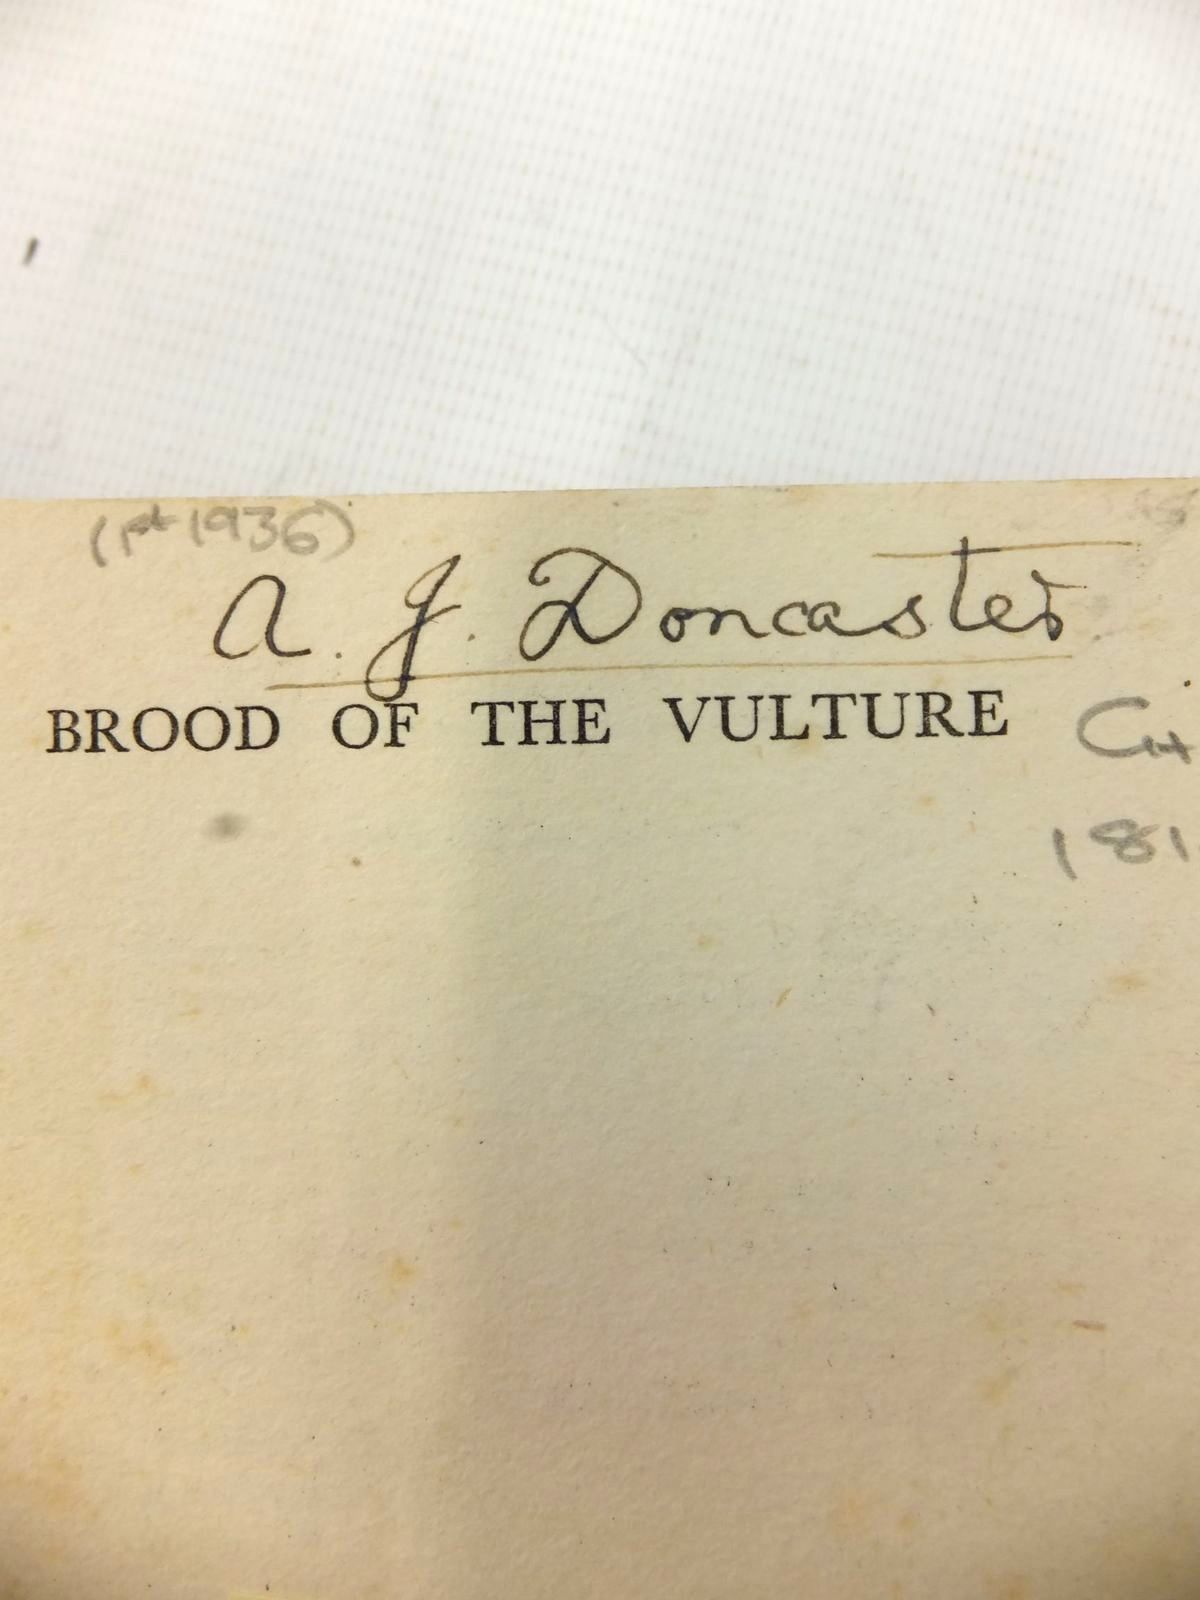 (1st 1936)
A. J. Doncaster
BROOD OF THE VULTURE